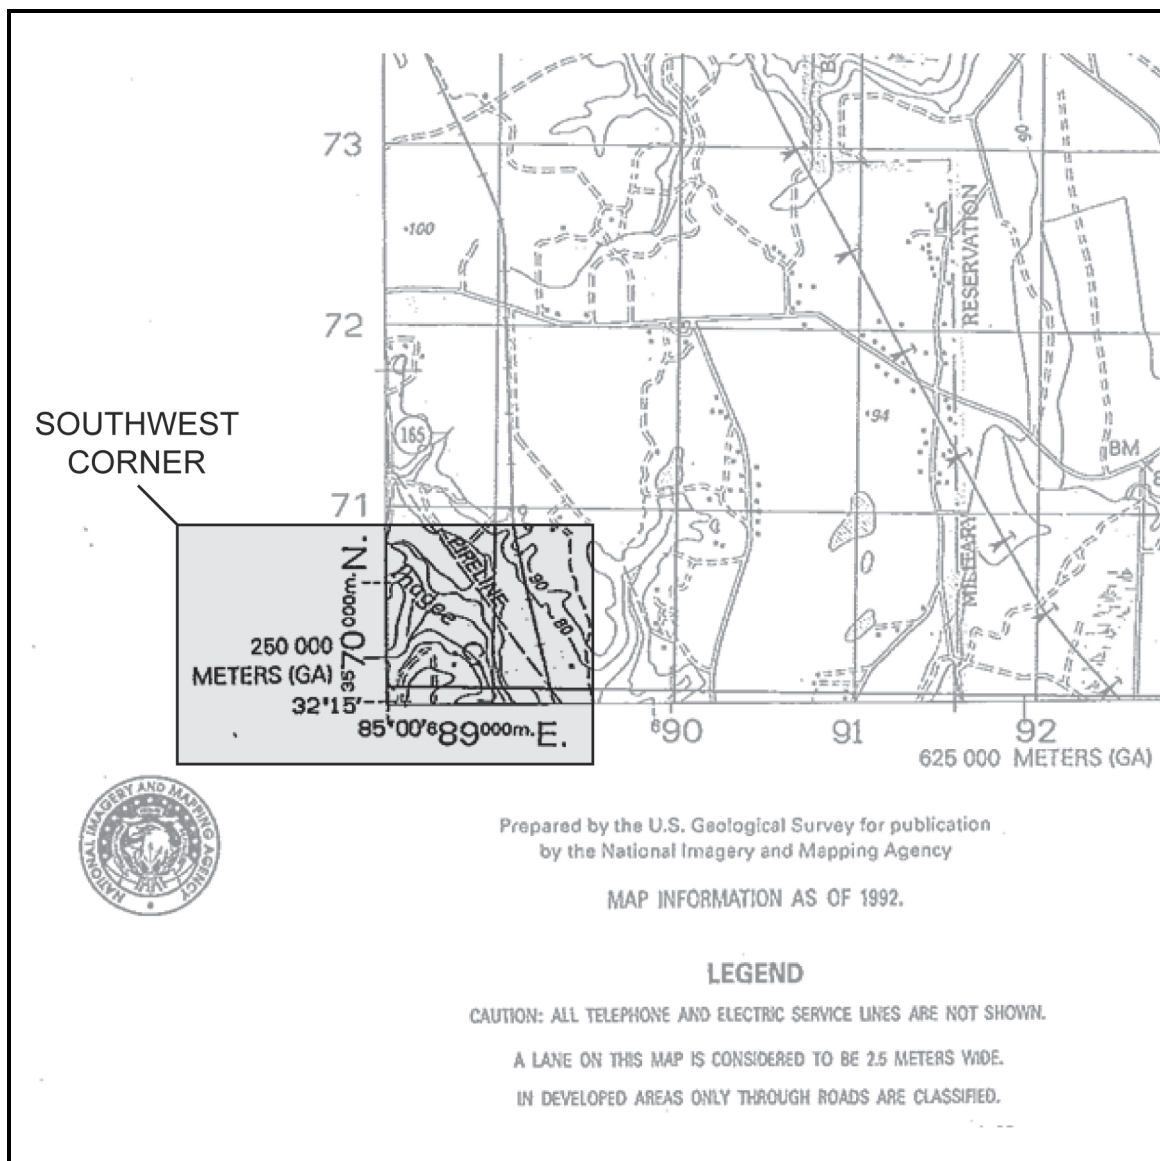 73
•100
RESERVATION
72
SOUTHWEST
CORNER
165
•94
BM
71
PIPELINE
90
90
80
MILITARY
3570000m. N.
250 000
METERS (GA)
32°15'
85°00' 689000m. E.
690
91
92
625 000 METERS (GA)
NATIONAL IMAGERY AND MAPPING AGENCY
Prepared by the U.S. Geological Survey for publication
by the National Imagery and Mapping Agency
MAP INFORMATION AS OF 1992.
LEGEND
CAUTION: ALL TELEPHONE AND ELECTRIC SERVICE LINES ARE NOT SHOWN.
A LANE ON THIS MAP IS CONSIDERED TO BE 2.5 METERS WIDE.
IN DEVELOPED AREAS ONLY THROUGH ROADS ARE CLASSIFIED.